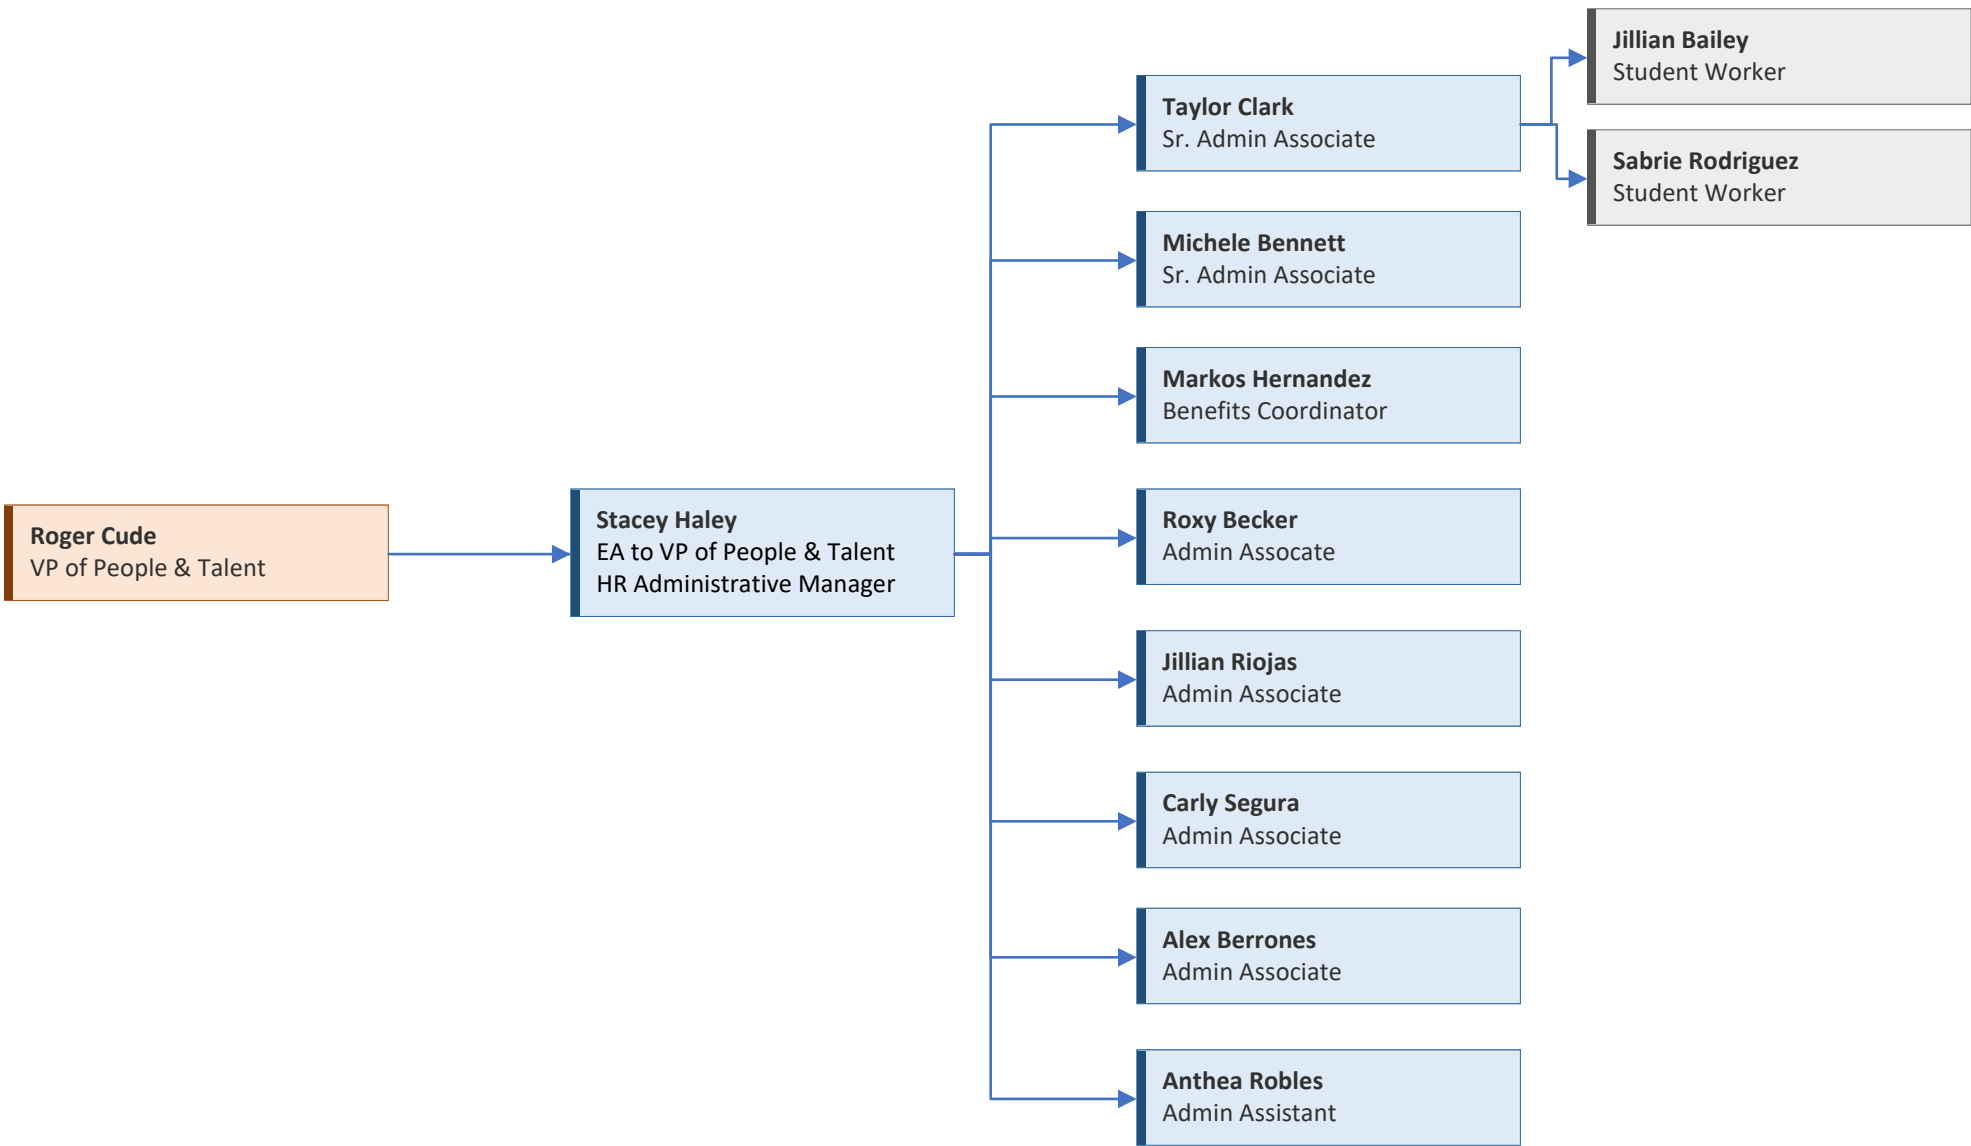 Roger Cude
VP of People & Talent
Stacey Haley
EA to VP of People & Talent
HR Administrative Manager
Taylor Clark
Sr. Admin Associate
Jillian Bailey
Student Worker
Sabrie Rodriguez
Student Worker
Michele Bennett
Sr. Admin Associate
Markos Hernandez
Benefits Coordinator
Roxy Becker
Admin Assocate
Jillian Riojas
Admin Associate
Carly Segura
Admin Associate
Alex Berrones
Admin Associate
Anthea Robles
Admin Assistant